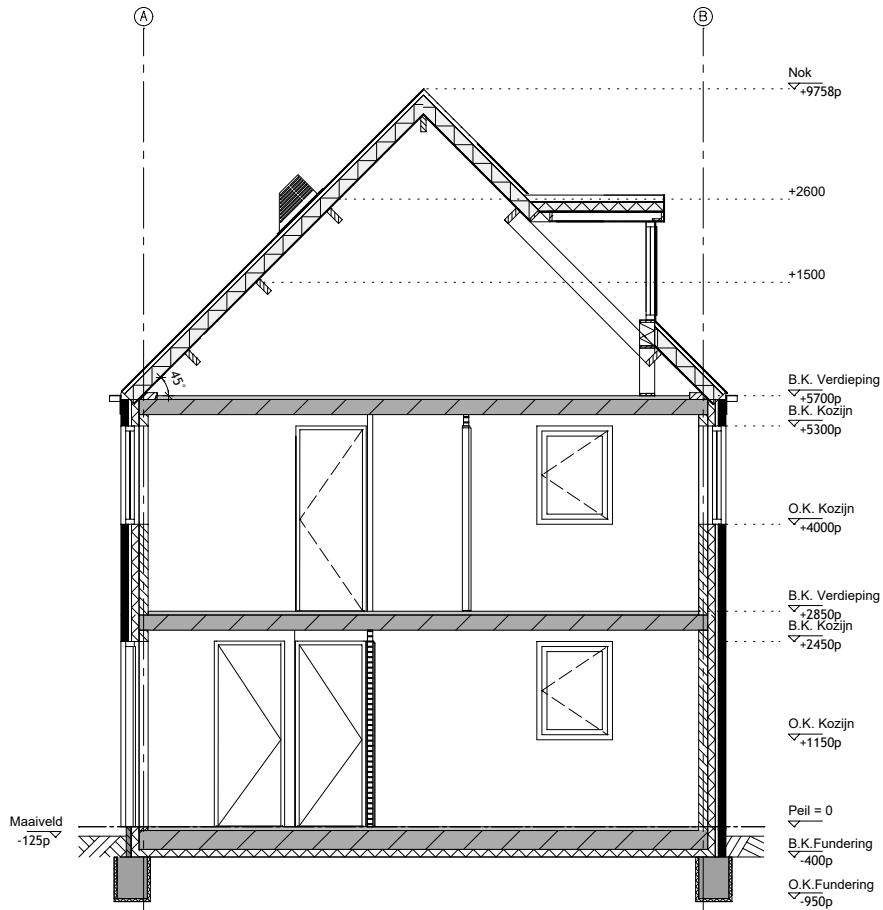 A
B
Nok
+9758p
+2600
+1500
45°
B.K. Verdieping
+5700p
B.K. Kozijn
+5300p
O.K. Kozijn
+4000p
B.K. Verdieping
+2850p
B.K. Kozijn
+2450p
O.K. Kozijn
+1150p
Maaiveld
-125p
Peil = 0
B.K.Fundering
-400p
O.K.Fundering
-950p